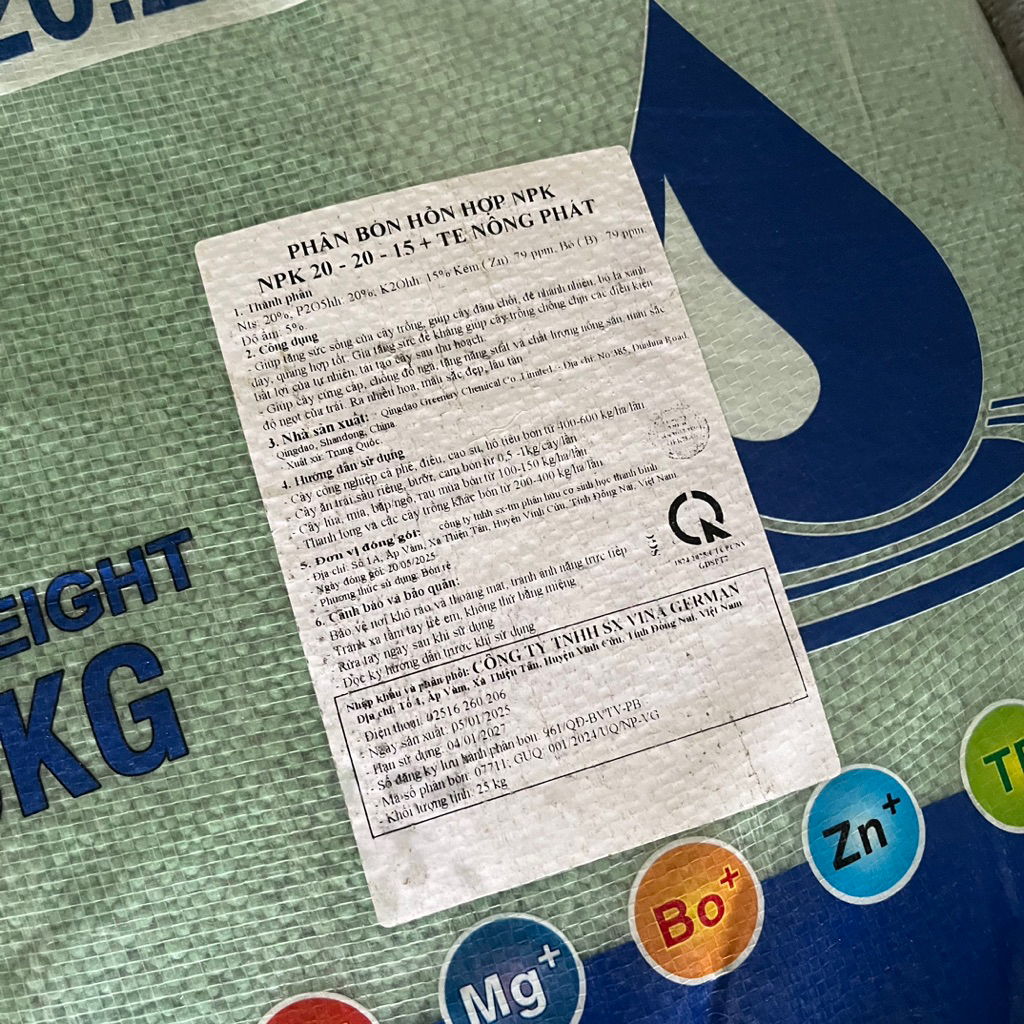 PHÂN BÓN HỖN HỢP NPK
NPK 20 - 20 - 15 + TE NÔNG PHÁT
1. Thành phần
Nts: 20%, P2O5hh: 20%, K2Ohh: 15% Kẽm ( Zn): 79 ppm, Bo ( B): 79 ppm,
Độ ẩm: 5%.
2. Công dụng
- Giúp tăng sức sống của cây trồng, giúp cây đâm chồi, đẻ nhánh nhiều, bộ lá xanh
dày, quang hợp tốt. Gia tăng sức đề kháng giúp cây trồng chống chịu các điều kiện
bất lợi của tự nhiên, tái tạo cây sau thu hoạch.
- Giúp cây cứng cáp, chống đổ ngã, tăng năng suất và chất lượng nông sản, màu sắc
độ ngọt của trái. Ra nhiều hoa, màu sắc đẹp, lâu tàn
3. Nhà sản xuất: - Qingdao Greenery Chemical Co .,Limited. - Địa chỉ: No.385, Road,
Qingdao, Shandong, China
- Xuất xứ: Trung Quốc.
4. Hướng dẫn sử dụng
- Cây công nghiệp cà phê, điều, cao su, hồ tiêu bón từ 400-600 kg/ha/lần
- Cây ăn trái,sầu riêng, bưởi, cam bón từ 0,5 -1Kg/cây/lần
- Cây lúa, mía, bắp/ngô, rau mùa bón từ 100-150 kg/ha/lần
- Thanh long và các cây trồng khác bón từ 200-400 kg/ha/lần
5. Đơn vị đóng gói: công ty tnhh sx-tm phân hữu cơ sinh học thanh bình
- Địa chỉ: Số 1A, Ấp Vàm, Xã Thiện Tân, Huyện Vĩnh Cửu, Tỉnh Đồng Nai, Việt Nam
Ngày đóng gói: 20/05/2025
- Phương thức sử dụng: Bón rễ
6. Cảnh báo và bảo quản:
- Bảo vệ nơi khô ráo và thoáng mát, tránh ánh nắng trực tiếp
- Tránh xa tầm tay trẻ em, không thử bằng miệng
- Rửa tay ngay sau khi sử dụng
- Đọc kỹ hướng dẫn trước khi sử dụng
Nhập khẩu và phân phối: CÔNG TY TNHH SX VINA GERMAN
Địa chỉ: Tổ 1, Ấp Vàm, Xã Thiện Tân, Huyện Vĩnh Cửu, Tỉnh Đồng Nai, Việt Nam
- Điện thoại: 02516 260 206
- Ngày sản xuất: 05/01/2025
- Hạn sử dụng: 04/01/2027
- Số đăng ký lưu hành phân bón: 961/QĐ-BVTV-PB
- Mã số phân bón: 07711; GUQ: 001/2024/UQ/NP-VG
- Khối lượng tịnh: 25 kg
EIGHT
KG
Mg+
Bo+
Zn+